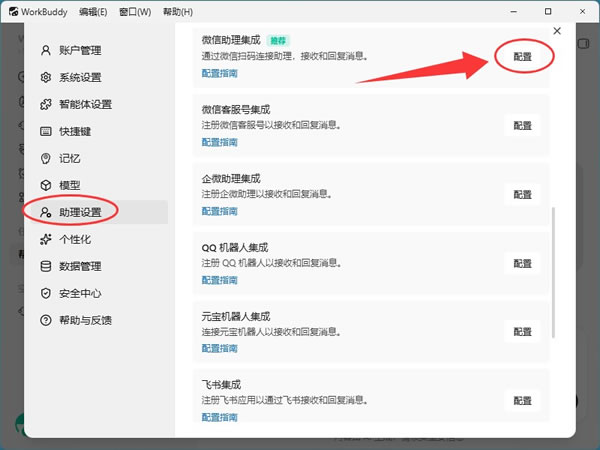 WorkBuddy 编辑(E) 窗口(W) 帮助(H)
账户管理
系统设置
智能体设置
快捷键
记忆
模型
助理设置
个性化
数据管理
安全中心
帮助与反馈
微信助理集成 推荐
通过微信扫码连接助理，接收和回复消息。
配置指南
配置
微信客服号集成
注册微信客服号以接收和回复消息。
配置指南
配置
企微助理集成
注册企微助理以接收和回复消息。
配置指南
配置
QQ 机器人集成
注册 QQ 机器人以接收和回复消息。
配置指南
配置
元宝机器人集成
连接元宝机器人以接收和回复消息。
配置指南
配置
飞书集成
注册飞书应用以通过飞书接收和回复消息。
配置指南
配置